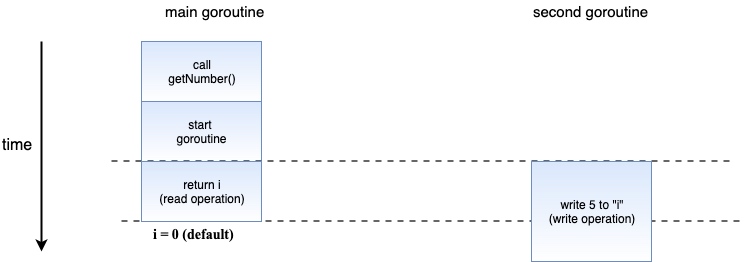 main goroutine
second goroutine
call
getNumber()
start
goroutine
time
return i
(read operation)
write 5 to "i"
(write operation)
i = 0 (default)